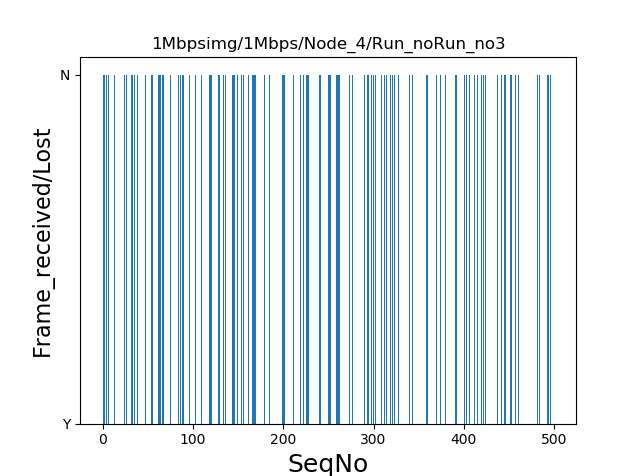 1Mbpsimg/1Mbps/Node_4/Run_noRun_no3
N
Frame_received/Lost
Y
0 100 200 300 400 500
SeqNo